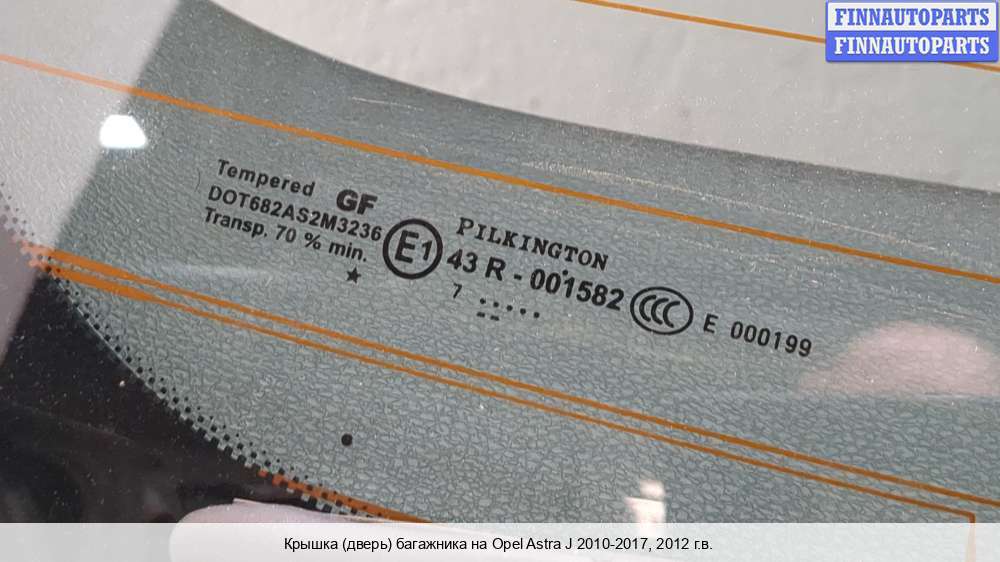 FINNAUTOPARTS
FINNAUTOPARTS
Tempered GF
DOT682AS2M3236
Transp. 70 % min.
E1
PILKINGTON
43 R - 001582
7 .....
--
CCC
E 000199
Крышка (дверь) багажника на Opel Astra J 2010-2017, 2012 г.в.